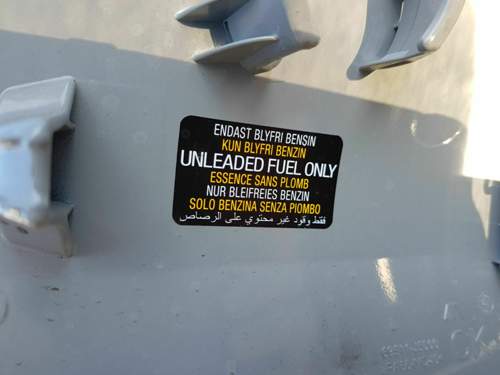 ENDAST BLYFRI BENSIN
KUN BLYFRI BENZIN
UNLEADED FUEL ONLY
ESSENCE SANS PLOMB
NUR BLEIFREIES BENZIN
SOLO BENZINA SENZA PIOMBO
فقط وقود غير محتوي على الرصاص